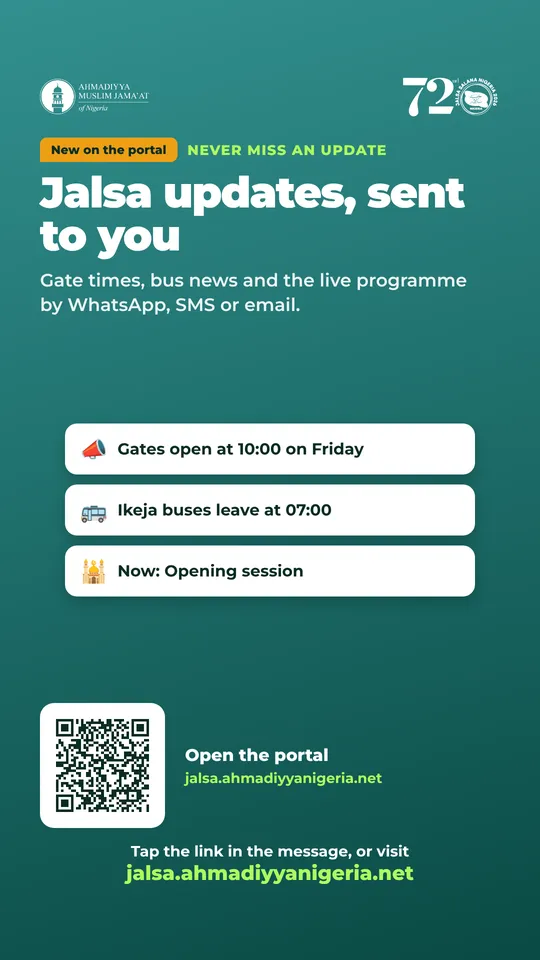 AHMADIYYA
MUSLIM JAMA'AT
of Nigeria
72
JALSA SALANA NIGERIA
New on the portal
NEVER MISS AN UPDATE
Jalsa updates, sent
to you
Gate times, bus news and the live programme
by WhatsApp, SMS or email.
Gates open at 10:00 on Friday
Ikeja buses leave at 07:00
Now: Opening session
Open the portal
jalsa.ahmadiyyanigeria.net
Tap the link in the message, or visit
jalsa.ahmadiyyanigeria.net